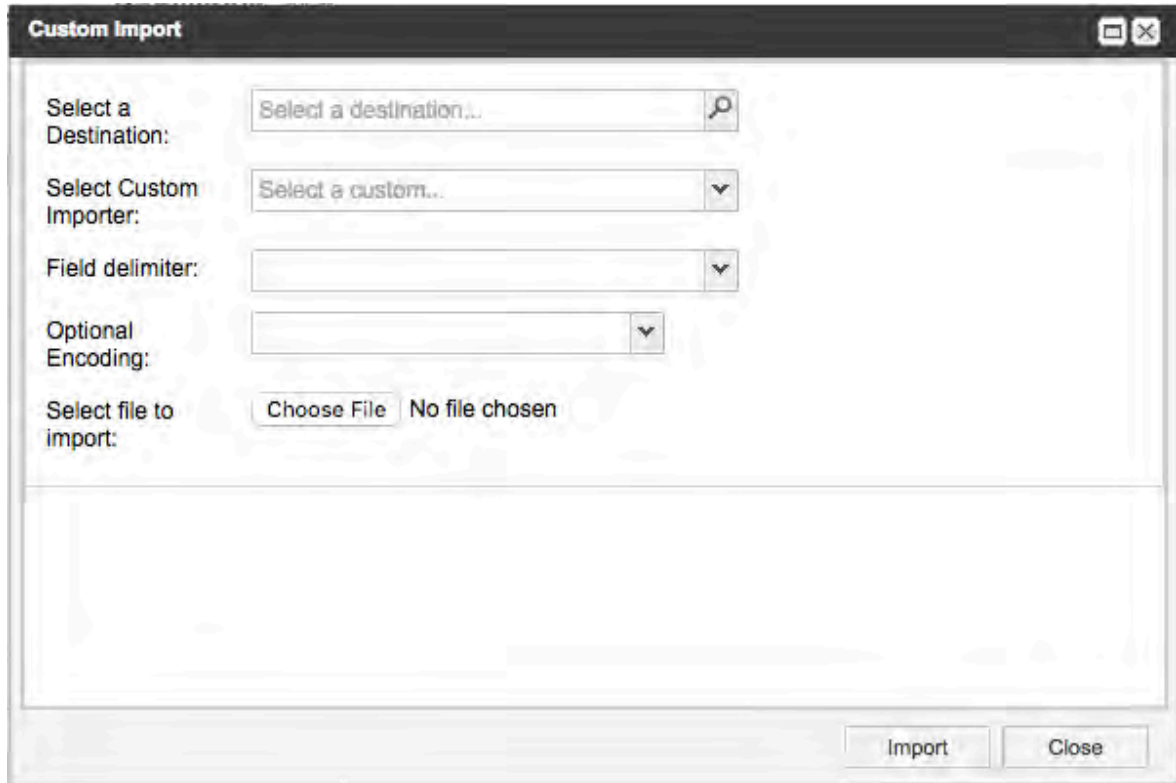 Custom Import
Select a
Destination:
Select a destination...
Select Custom
Importer:
Select a custom...
Field delimiter:
Optional
Encoding:
Select file to
import:
Choose File No file chosen
Import Close